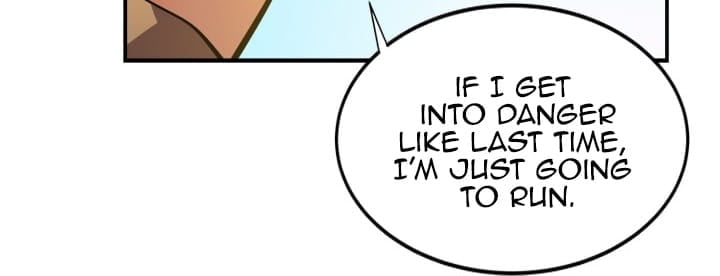 IF I GET
INTO DANGER
LIKE LAST TIME,
I'M JUST GOING
TO RUN.